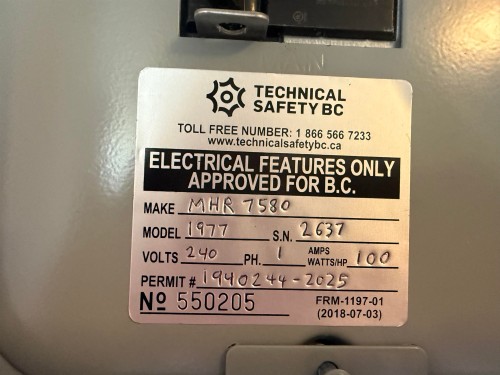 TECHNICAL
SAFETY BC
TOLL FREE NUMBER: 1 866 566 7233
www.technicalsafetybc.ca
ELECTRICAL FEATURES ONLY
APPROVED FOR B.C.
MAKE MHR 7580
MODEL 1977 S.N. 2637
VOLTS 240 PH. 1 AMPS WATTS/HP 100
PERMIT # 1940244-2025
Nº 550205 FRM-1197-01
(2018-07-03)